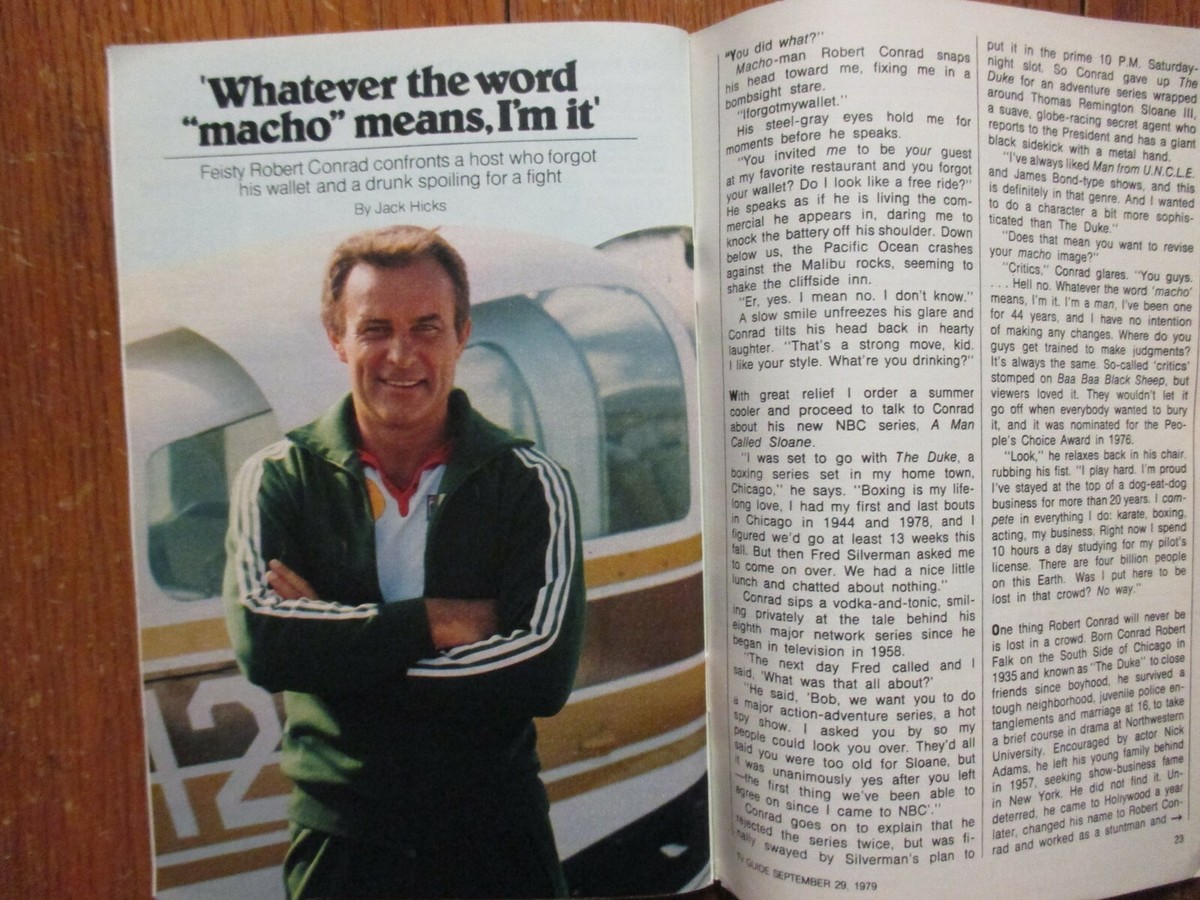 'Whatever the word
“macho” means, I'm it'
Feisty Robert Conrad confronts a host who forgot
his wallet and a drunk spoiling for a fight
By Jack Hicks
12
"You did what?"
Macho-man Robert Conrad snaps
his head toward me, fixing me in a
bombsight stare.
"Iforgotmywallet."
His steel-gray eyes hold me for
moments before he speaks.
"You invited me to be your guest
at my favorite restaurant and you forgot
your wallet? Do I look like a free ride?"
He speaks as if he is living the com-
mercial he appears in, daring me to
knock the battery off his shoulder. Down
below us, the Pacific Ocean crashes
against the Malibu rocks, seeming to
shake the cliffside inn.
"Er, yes. I mean no. I don't know."
A slow smile unfreezes his glare and
Conrad tilts his head back in hearty
laughter. "That's a strong move, kid.
I like your style. What're you drinking?"
With great relief I order a summer
cooler and proceed to talk to Conrad
about his new NBC series, A Man
Called Sloane.
"I was set to go with The Duke, a
boxing series set in my home town,
Chicago," he says. "Boxing is my life-
long love, I had my first and last bouts
in Chicago in 1944 and 1978, and I
figured we'd go at least 13 weeks this
fall. But then Fred Silverman asked me
to come on over. We had a nice little
lunch and chatted about nothing."
Conrad sips a vodka-and-tonic, smil-
ing privately at the tale behind his
eighth major network series since he
began in television in 1958.
"The next day Fred called and I
said, 'What was that all about?'
"He said, 'Bob, we want you to do
a major action-adventure series, a hot
spy show. I asked you by so my
people could look you over. They'd all
said you were too old for Sloane, but
it was unanimously yes after you left
—the first thing we've been able to
agree on since I came to NBC'."
Conrad goes on to explain that he
rejected the series twice, but was fi-
nally swayed by Silverman's plan to
TV GUIDE SEPTEMBER 29, 1979
put it in the prime 10 P.M. Saturday-
night slot. So Conrad gave up The
Duke for an adventure series wrapped
around Thomas Remington Sloane III,
a suave, globe-racing secret agent who
reports to the President and has a giant
black sidekick with a metal hand.
"I've always liked Man from U.N.C.L.E.
and James Bond-type shows, and this
is definitely in that genre. And I wanted
to do a character a bit more sophis-
ticated than The Duke."
"Does that mean you want to revise
your macho image?"
"Critics," Conrad glares. "You guys.
. . . Hell no. Whatever the word 'macho'
means, I'm it. I'm a man, I've been one
for 44 years, and I have no intention
of making any changes. Where do you
guys get trained to make judgments?
It's always the same. So-called 'critics'
stomped on Baa Baa Black Sheep, but
viewers loved it. They wouldn't let it
go off when everybody wanted to bury
it, and it was nominated for the Peo-
ple's Choice Award in 1976.
"Look," he relaxes back in his chair,
rubbing his fist. "I play hard. I'm proud
I've stayed at the top of a dog-eat-dog
business for more than 20 years. I com-
pete in everything I do: karate, boxing,
acting, my business. Right now I spend
10 hours a day studying for my pilot's
license. There are four billion people
on this Earth. Was I put here to be
lost in that crowd? No way."
One thing Robert Conrad will never be
is lost in a crowd. Born Conrad Robert
Falk on the South Side of Chicago in
1935 and known as "The Duke" to close
friends since boyhood, he survived a
tough neighborhood, juvenile police en-
tanglements and marriage at 16, to take
a brief course in drama at Northwestern
University. Encouraged by actor Nick
Adams, he left his young family behind
in 1957, seeking show-business fame
in New York. He did not find it. Un-
deterred, he came to Hollywood a year
later, changed his name to Robert Con-
rad and worked as a stuntman and →
23